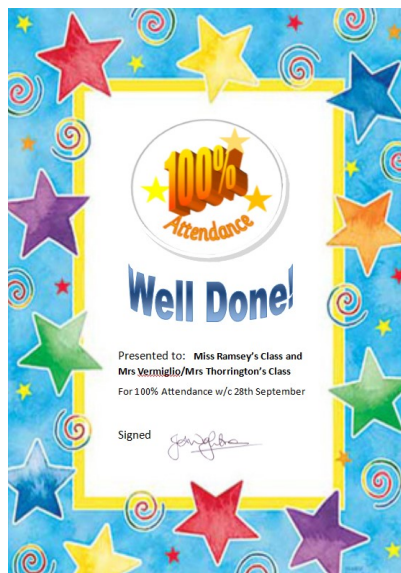 100%
Attendance
Well Done!
Presented to: Miss Ramsey's Class and
Mrs Vermiglio/Mrs Thorrington's Class
For 100% Attendance w/c 28th September
Signed